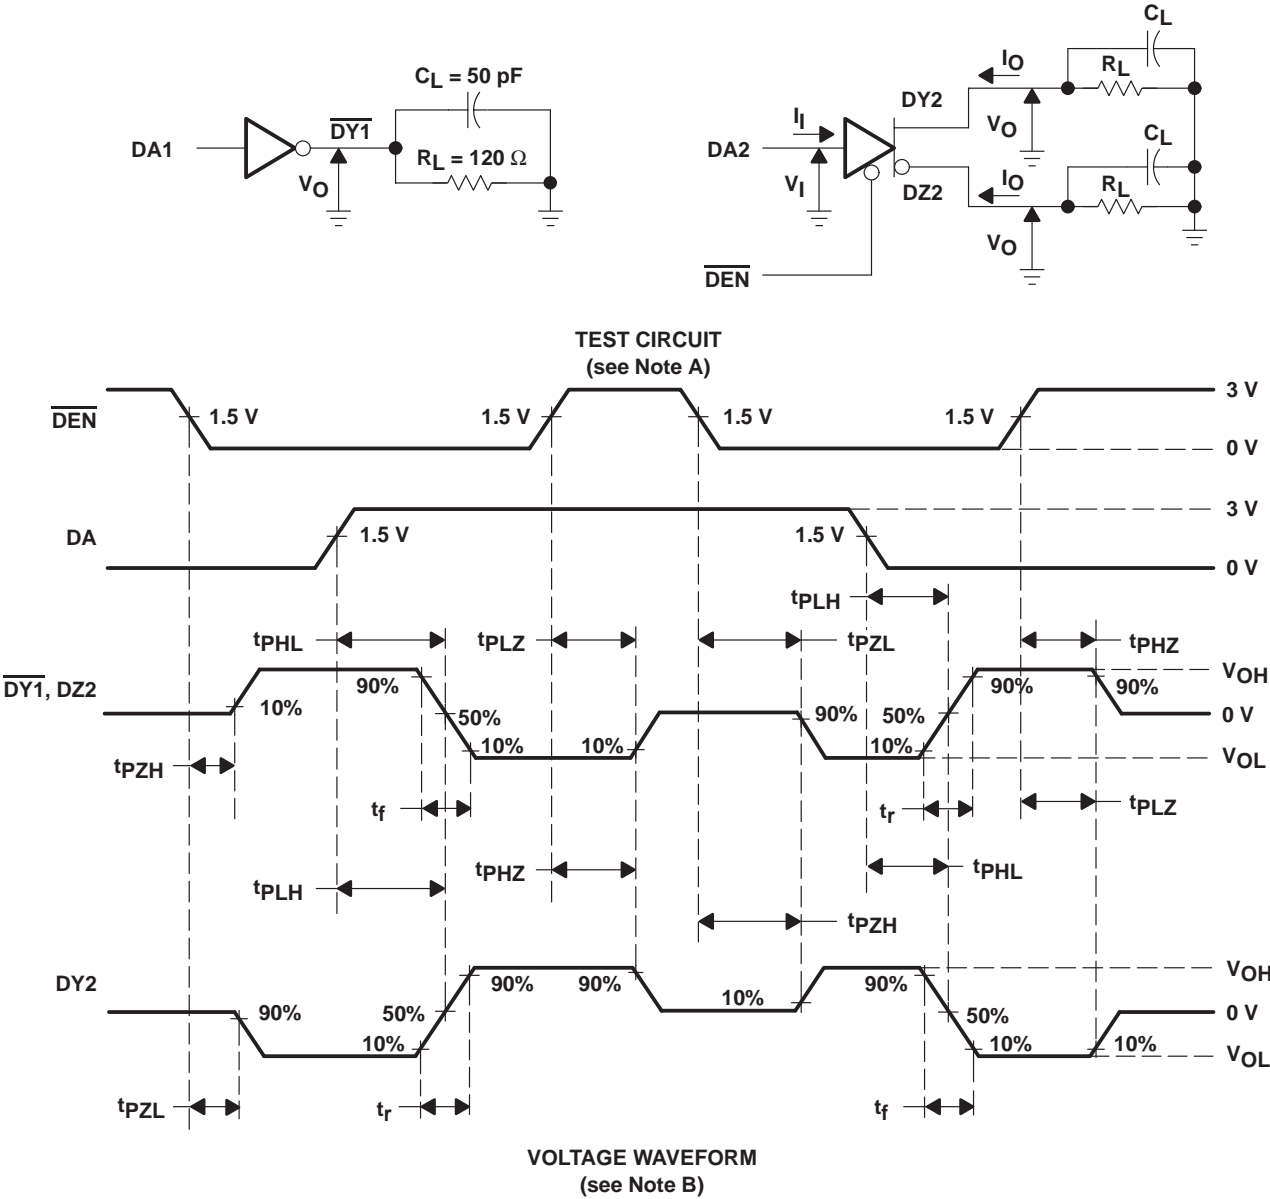 CL = 50 pF
DA1
DY1
RL = 120 Ω
VO
CL
IO
RL
DY2
II
VO
CL
DA2
VI
DZ2
IO
RL
VO
DEN
TEST CIRCUIT
(see Note A)
DEN
1.5 V
1.5 V
1.5 V
1.5 V
3 V
0 V
DA
1.5 V
1.5 V
3 V
0 V
tPLH
tPHL
tPLZ
tPZL
tPHZ
DY1, DZ2
10%
90%
50%
10%
10%
90%
50%
10%
90%
90%
VOH
0 V
VOL
tPZH
tf
tr
tPLZ
tPLH
tPHZ
tPHL
tPZH
DY2
90%
50%
10%
90%
90%
10%
90%
50%
10%
10%
VOH
0 V
VOL
tPZL
tr
tf
VOLTAGE WAVEFORM
(see Note B)